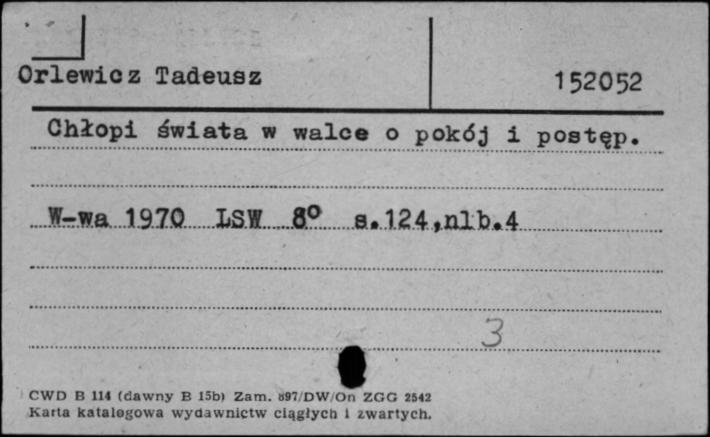 Orlewicz Tadeusz 152052
Chłopi świata w walce o pokój i postęp.
W-wa 1970 LSW 8º s.124,nlb.4
3
CWD B 114 (dawny B 15b) Zam. 897/DW/On ZGG 2542
Karta katalogowa wydawnictw ciągłych i zwartych.